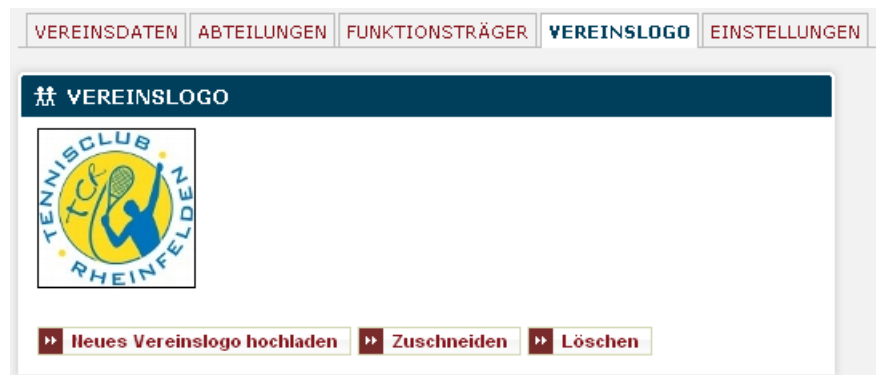 VEREINSDATEN ABTEILUNGEN FUNKTIONSTRÄGER VEREINSLOGO EINSTELLUNGEN
VEREINSLOGO
TENNISCLUB
TCR
RHEINFELDEN
Neues Vereinslogo hochladen Zuschneiden Löschen